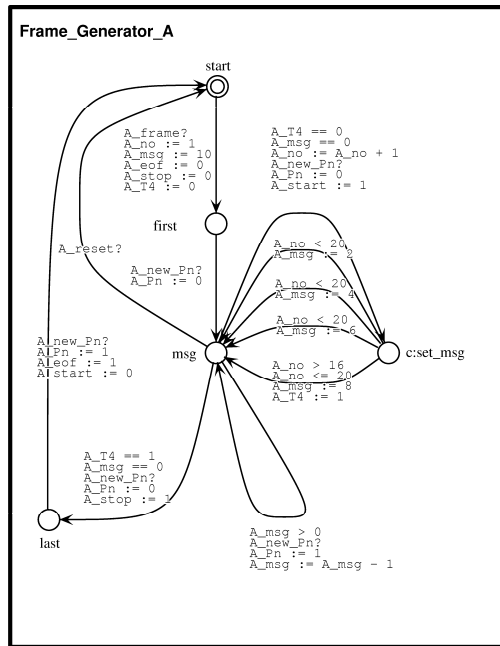 Frame_Generator_A
start
A_frame?
A_no := 1
A_msg := 10
A_eof := 0
A_stop := 0
A_T4 := 0
A_T4 == 0
A_msg == 0
A_no := A_no + 1
A_new_Pn?
A_Pn := 0
A_start := 1
first
A_reset?
A_new_Pn?
A_Pn := 0
A_no < 20
A_msg := 2
A_no < 20
A_msg := 4
A_no < 20
A_msg := 6
msg
c:set_msg
A_no > 16
A_no <= 20
A_msg := 8
A_T4 := 1
A_new_Pn?
A_Pn := 1
A_eof := 1
A_start := 0
A_T4 == 1
A_msg == 0
A_new_Pn?
A_Pn := 0
A_stop := 1
last
A_msg > 0
A_new_Pn?
A_Pn := 1
A_msg := A_msg - 1